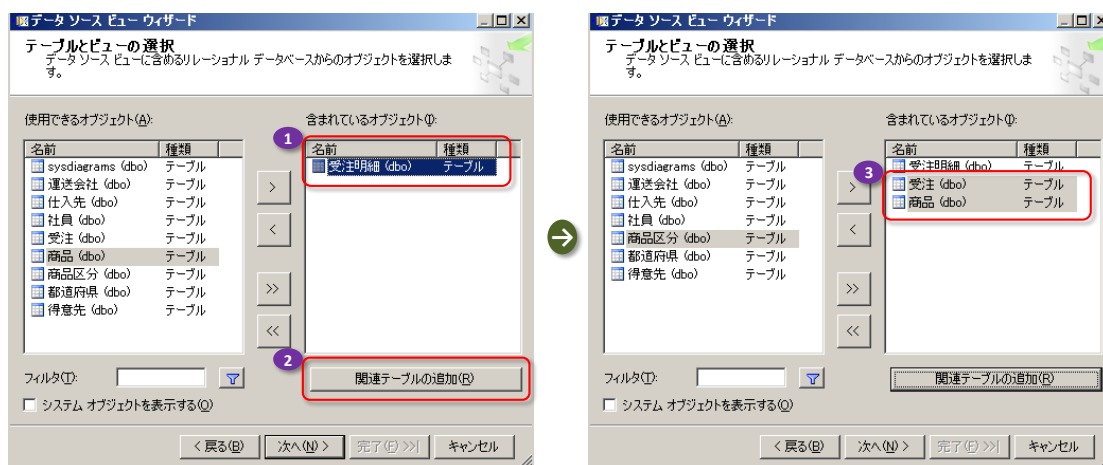 データ ソース ビュー ウィザード
テーブルとビューの選択
データ ソース ビューに含めるリレーショナル データベースからのオブジェクトを選択しま
す。
使用できるオブジェクト(A):
名前 種類
sysdiagrams (dbo) テーブル
運送会社 (dbo) テーブル
仕入先 (dbo) テーブル
社員 (dbo) テーブル
受注 (dbo) テーブル
商品 (dbo) テーブル
商品区分 (dbo) テーブル
都道府県 (dbo) テーブル
得意先 (dbo) テーブル
>
<
>>
<<
含まれているオブジェクト(I):
1
名前 種類
受注明細 (dbo) テーブル
2
関連テーブルの追加(R)
フィルタ(T):
システム オブジェクトを表示する(O)
< 戻る(B)
次へ(N) >
完了(F) >>|
キャンセル
データ ソース ビュー ウィザード
テーブルとビューの選択
データ ソース ビューに含めるリレーショナル データベースからのオブジェクトを選択しま
す。
使用できるオブジェクト(A):
名前 種類
sysdiagrams (dbo) テーブル
運送会社 (dbo) テーブル
仕入先 (dbo) テーブル
社員 (dbo) テーブル
商品区分 (dbo) テーブル
都道府県 (dbo) テーブル
得意先 (dbo) テーブル
>
<
>>
<<
含まれているオブジェクト(I):
名前 種類
受注明細 (dbo) テーブル
3
受注 (dbo) テーブル
商品 (dbo) テーブル
関連テーブルの追加(R)
フィルタ(T):
システム オブジェクトを表示する(O)
< 戻る(B)
次へ(N) >
完了(F) >>|
キャンセル